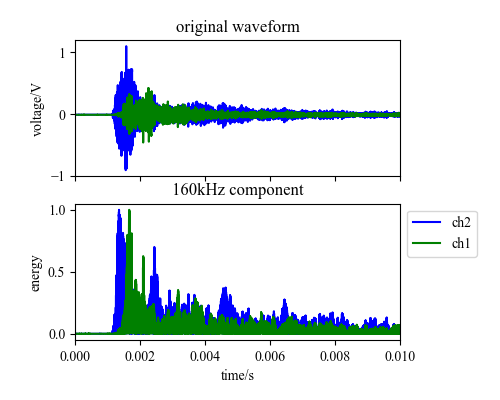 original waveform
1
0
−1
voltage/V
160kHz component
1.0
0.5
0.0
energy
0.000
0.002
0.004
0.006
0.008
0.010
time/s
ch2
ch1